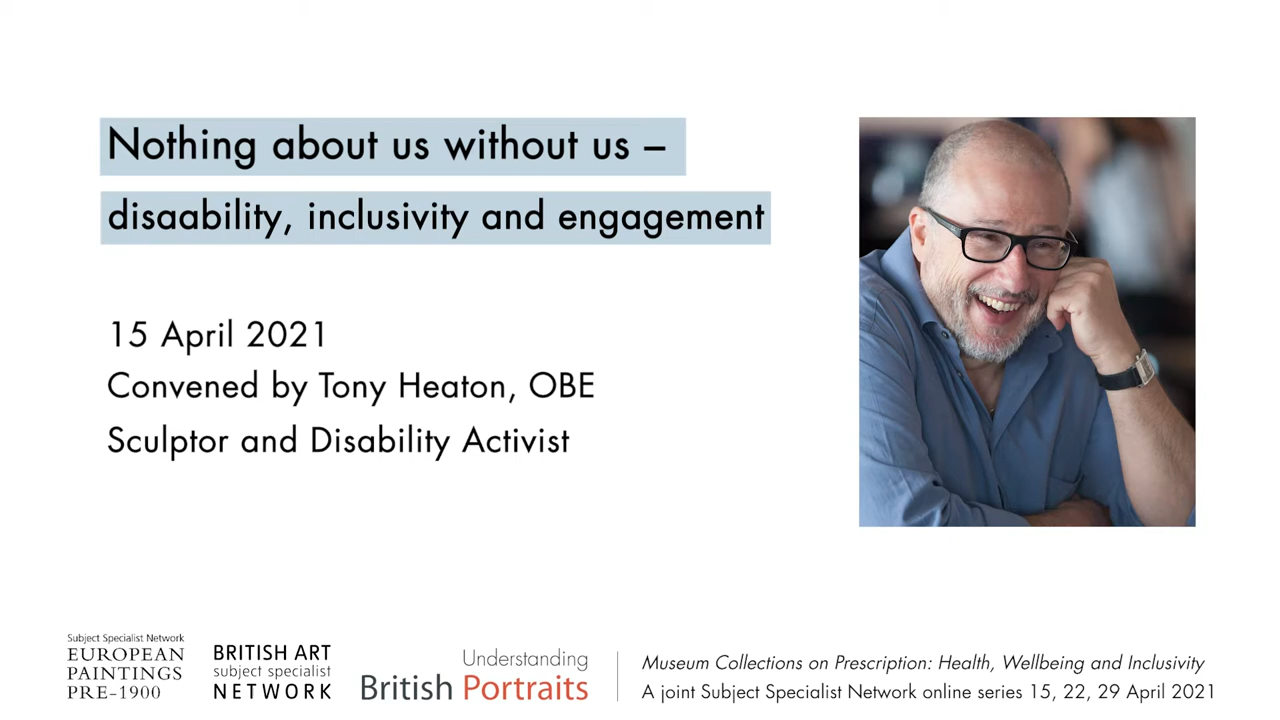 Nothing about us without us –
disaability, inclusivity and engagement
15 April 2021
Convened by Tony Heaton, OBE
Sculptor and Disability Activist
Subject Specialist Network
EUROPEAN
PAINTINGS
PRE-1900
BRITISH ART
subject specialist
NETWORK
Understanding
British Portraits
Museum Collections on Prescription: Health, Wellbeing and Inclusivity
A joint Subject Specialist Network online series 15, 22, 29 April 2021